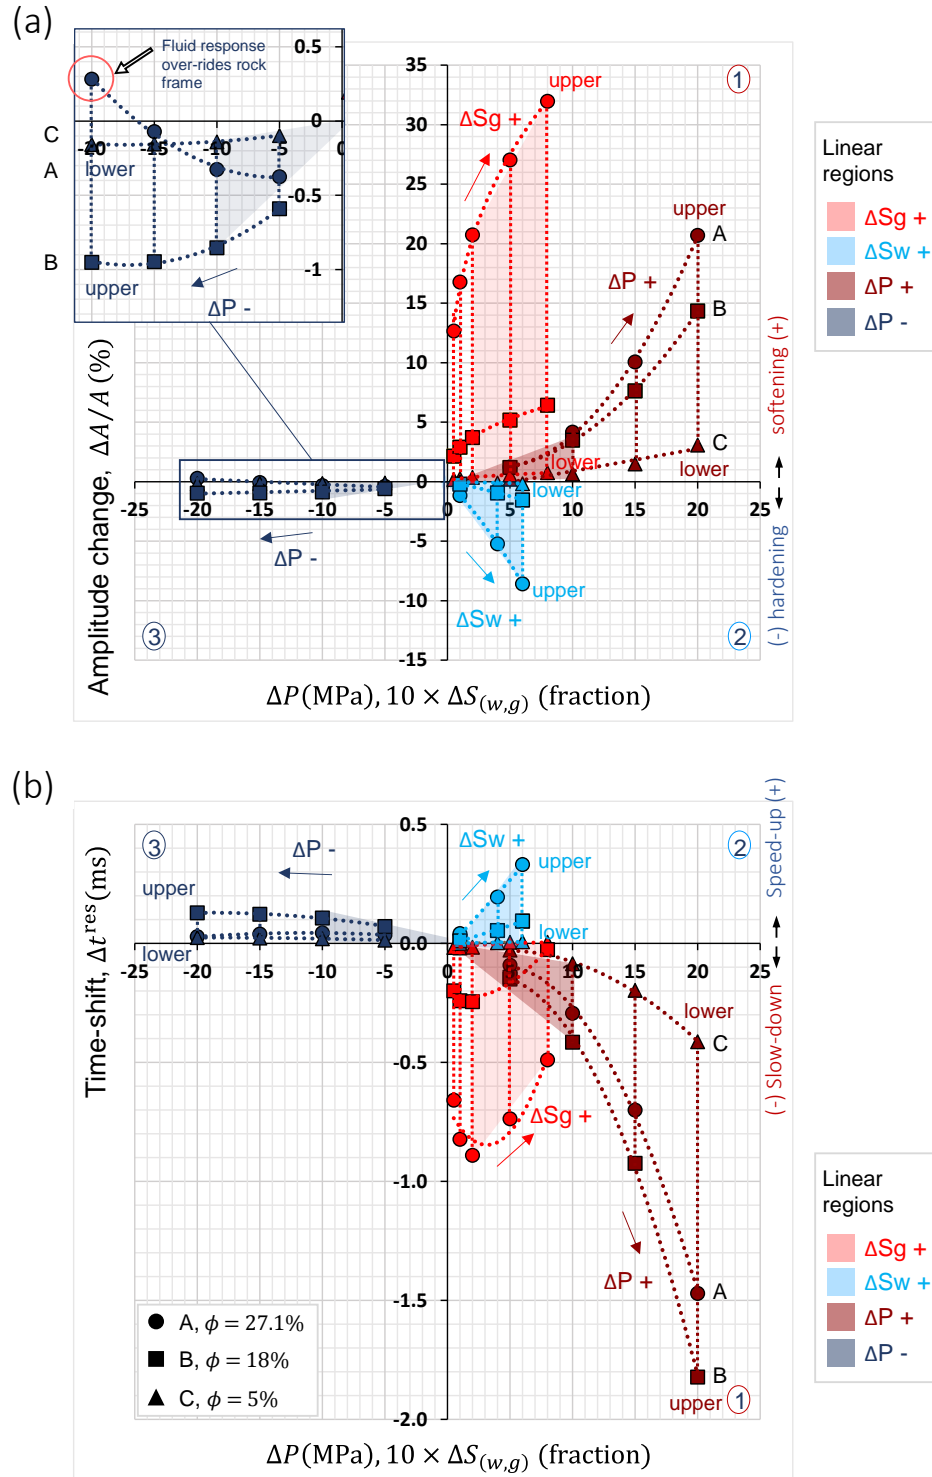 (a)
Fluid response
over-rides rock
frame
0.5
0
-0.5
-1
-20
-15
-10
-5
0
C
A
B
lower
upper
ΔP -
35
30
25
20
15
10
5
0
-5
-10
-15
-25
-20
-15
-10
-5
0
5
10
15
20
25
upper
ΔSg +
1
upper
A
ΔP +
B
C
lower
lower
lower
upper
ΔSw +
ΔP -
3
2
softening (+)
(-) hardening
Amplitude change, ΔA/A (%)
ΔP(MPa), 10 × ΔS(w,g) (fraction)
Linear
regions
ΔSg +
ΔSw +
ΔP +
ΔP -
(b)
3
ΔP -
upper
lower
0.5
0.0
-0.5
-1.0
-1.5
-2.0
-25
-20
-15
-10
-5
0
5
10
15
20
25
ΔSw +
upper
2
lower
lower
C
ΔSg +
ΔP +
A
B
upper
1
Speed-up (+)
(-) Slow-down
Time-shift, Δt^res (ms)
A, ϕ = 27.1%
B, ϕ = 18%
C, ϕ = 5%
ΔP(MPa), 10 × ΔS(w,g) (fraction)
Linear
regions
ΔSg +
ΔSw +
ΔP +
ΔP -